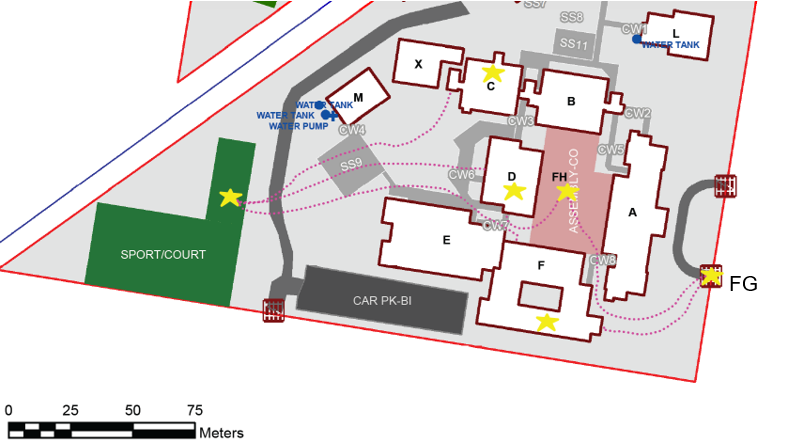 SS7
SS8
CW1
L
WATER TANK
SS11
X
C
B
M
WATER TANK
WATER TANK
WATER PUMP
CW4
CW3
CW2
CW5
SS9
CW6
D
FH
ASSEMBLY-CO
A
SPORT/COURT
E
CW7
F
CW8
FG
CAR PK-BI
0 25 50 75
Meters